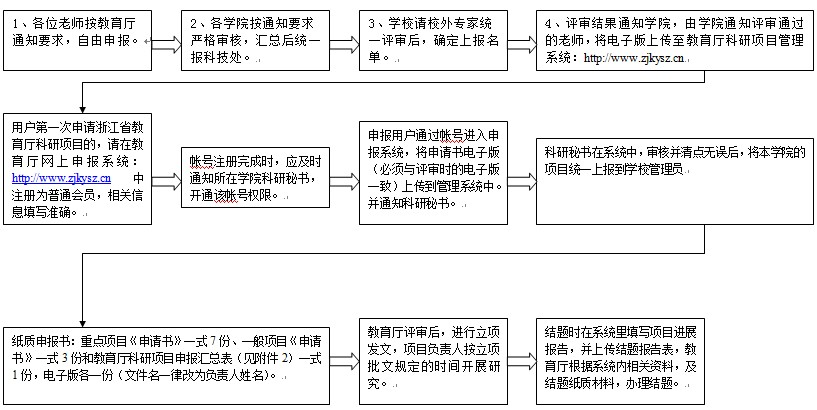 1、各位老师按教育厅
通知要求，自由申报。
2、各学院按通知要求
严格审核，汇总后统一
报科技处。
3、学校请校外专家统
一评审后，确定上报名
单。
4、评审结果通知学院，由学院通知评审通过
的老师，将电子版上传至教育厅科研项目管理
系统：http://www.zjkysz.cn
用户第一次申请浙江省教
育厅科研项目的，请在教
育厅网上申报系统：
http://www.zjkysz.cn 中
注册为普通会员，相关信
息填写准确。
帐号注册完成时，应及时
通知所在学院科研秘书，
开通该帐号权限。
申报用户通过帐号进入申
报系统，将申请书电子版
（必须与评审时的电子版
一致）上传到管理系统中。
并通知科研秘书。
科研秘书在系统中，审核并清点无误后，将本学院的
项目统一上报到学校管理员
纸质申报书：重点项目《申请书》一式7份、一般项目《申请
书》一式3份和教育厅科研项目申报汇总表（见附件2）一式
1份，电子版各一份（文件名一律改为负责人姓名）。
教育厅评审后，进行立项
发文，项目负责人按立项
批文规定的时间开展研
究。
结题时在系统里填写项目进展
报告，并上传结题报告表，教
育厅根据系统内相关资料，及
结题纸质材料，办理结题。